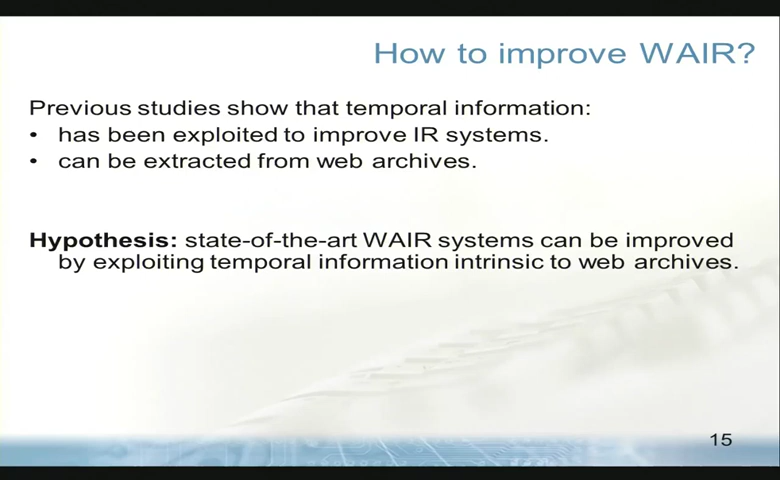 How to improve WAIR?
Previous studies show that temporal information:
• has been exploited to improve IR systems.
• can be extracted from web archives.
Hypothesis: state-of-the-art WAIR systems can be improved
by exploiting temporal information intrinsic to web archives.
15